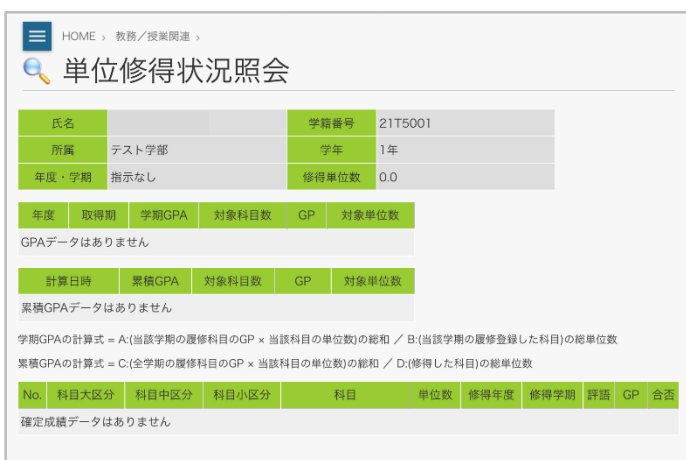 HOME › 教務／授業関連 ›
単位修得状況照会
氏名 学籍番号 21T5001
所属 テスト学部 学年 1年
年度・学期 指示なし 修得単位数 0.0
年度 取得期 学期GPA 対象科目数 GP 対象単位数
GPAデータはありません
計算日時 累積GPA 対象科目数 GP 対象単位数
累積GPAデータはありません
学期GPAの計算式 = A:(当該学期の履修科目のGP × 当該科目の単位数)の総和 ／ B:(当該学期の履修登録した科目)の総単位数
累積GPAの計算式 = C:(全学期の履修科目のGP × 当該科目の単位数)の総和 ／ D:(修得した科目)の総単位数
No. 科目大区分 科目中区分 科目小区分 科目 単位数 修得年度 修得学期 評語 GP 合否
確定成績データはありません